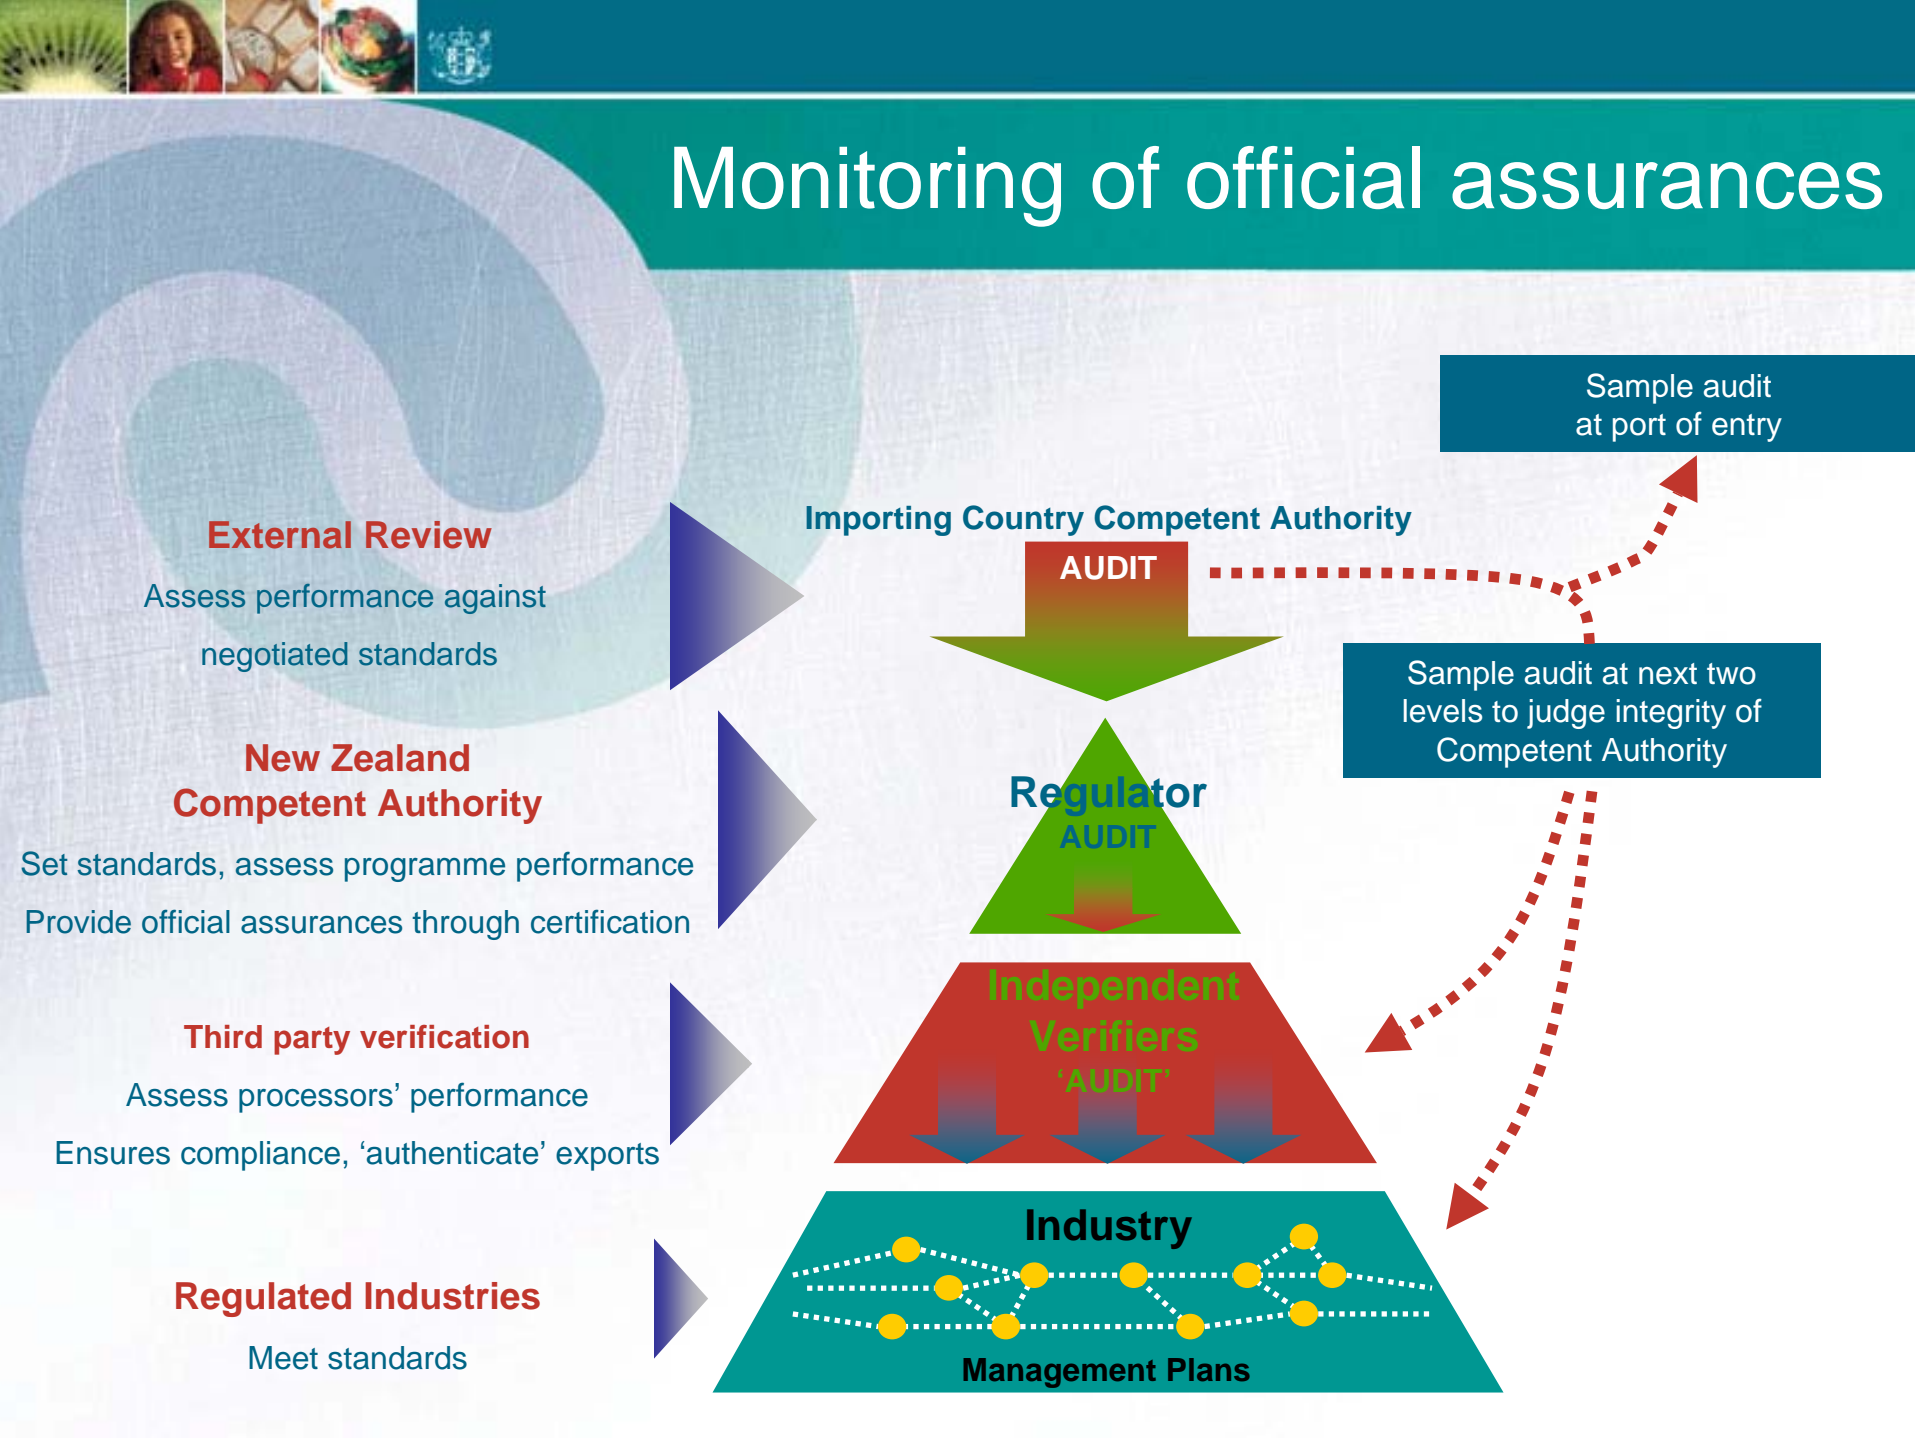 Monitoring of official assurances
Sample audit
at port of entry
External Review
Assess performance against
negotiated standards
Importing Country Competent Authority
AUDIT
Sample audit at next two
levels to judge integrity of
Competent Authority
New Zealand
Competent Authority
Set standards, assess programme performance
Provide official assurances through certification
Regulator
AUDIT
Third party verification
Assess processors’ performance
Ensures compliance, ‘authenticate’ exports
Independent
Verifiers
‘AUDIT’
Regulated Industries
Meet standards
Industry
Management Plans